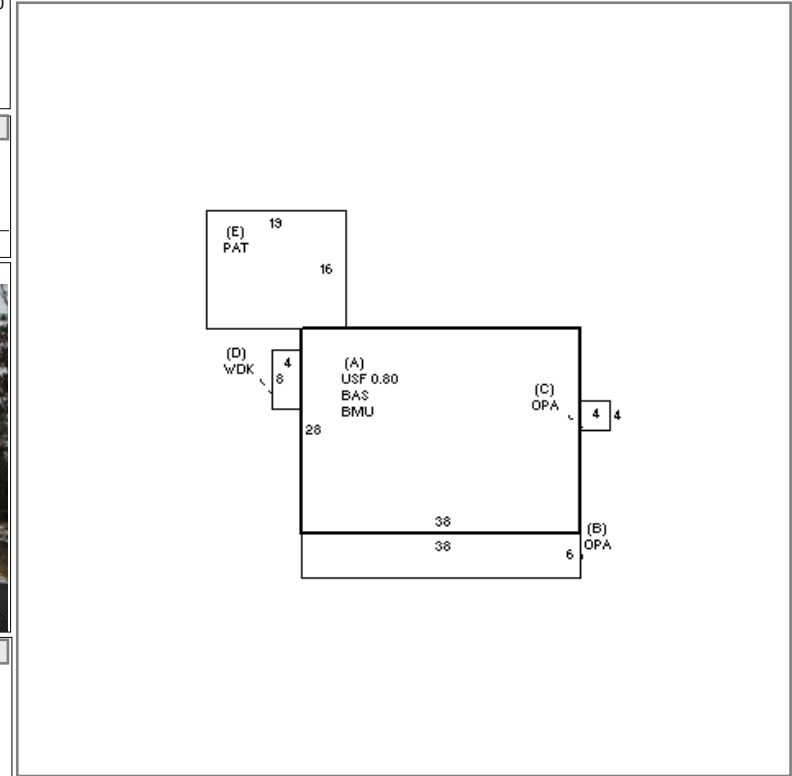 19
(E)
PAT
16
(D)
WDK
4
8
(A)
USF 0.80
BAS
BMU
(C)
OPA
4
4
28
38
38
(B)
OPA
6